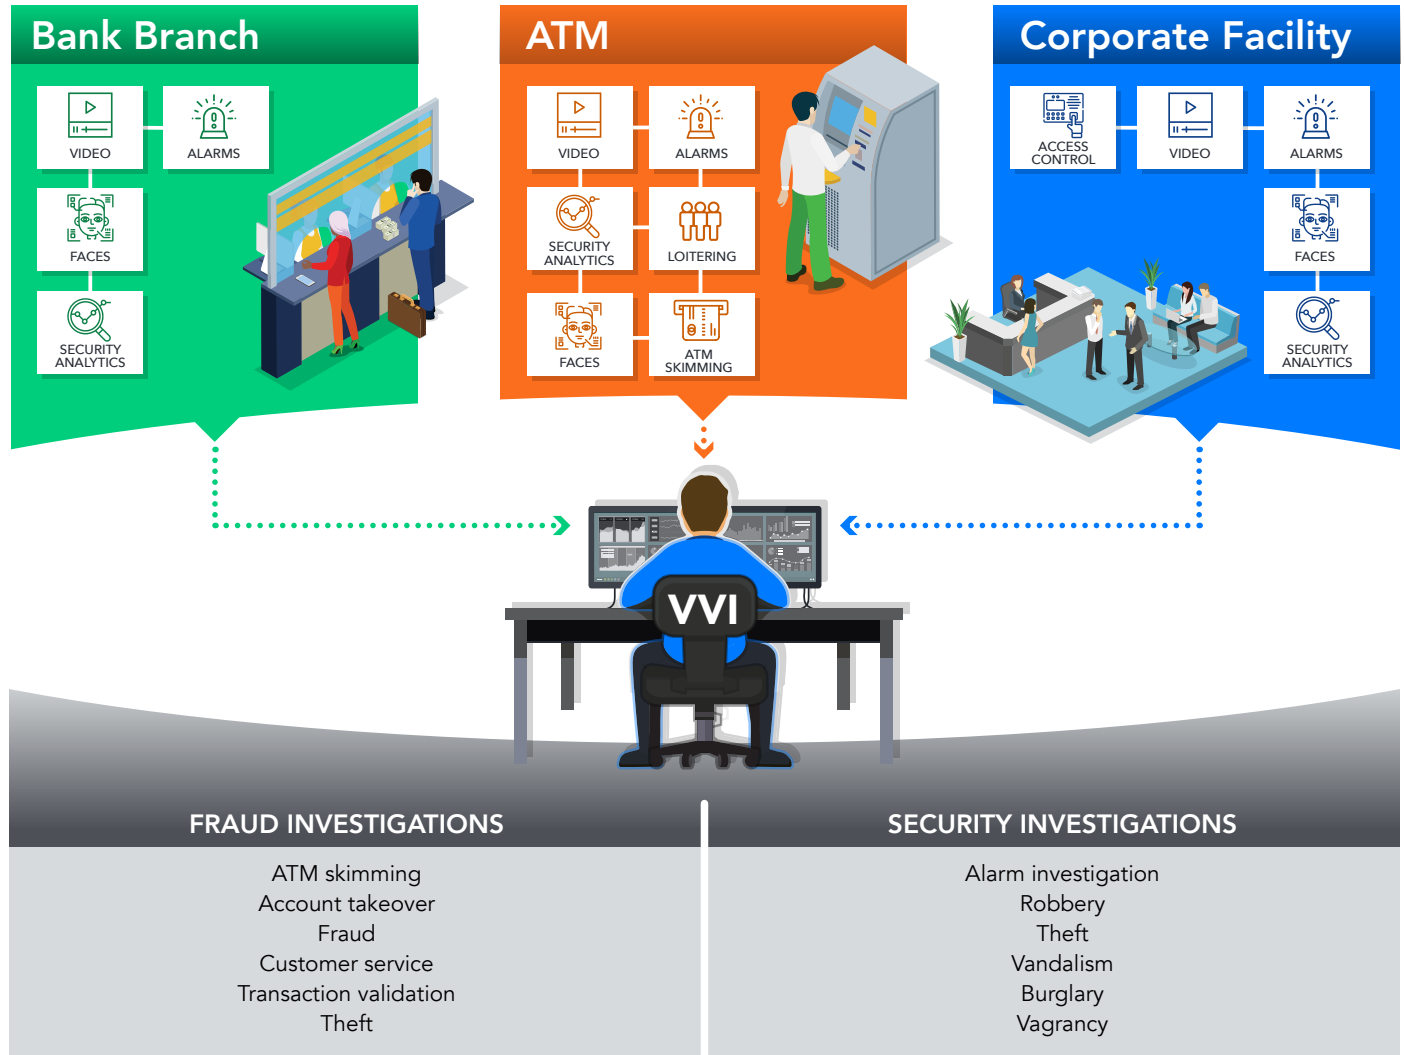 Bank Branch
VIDEO
ALARMS
FACES
SECURITY
ANALYTICS
ATM
VIDEO
ALARMS
SECURITY
ANALYTICS
LOITERING
FACES
ATM
SKIMMING
Corporate Facility
ACCESS
CONTROL
VIDEO
ALARMS
FACES
SECURITY
ANALYTICS
VVI
FRAUD INVESTIGATIONS
ATM skimming
Account takeover
Fraud
Customer service
Transaction validation
Theft
SECURITY INVESTIGATIONS
Alarm investigation
Robbery
Theft
Vandalism
Burglary
Vagrancy